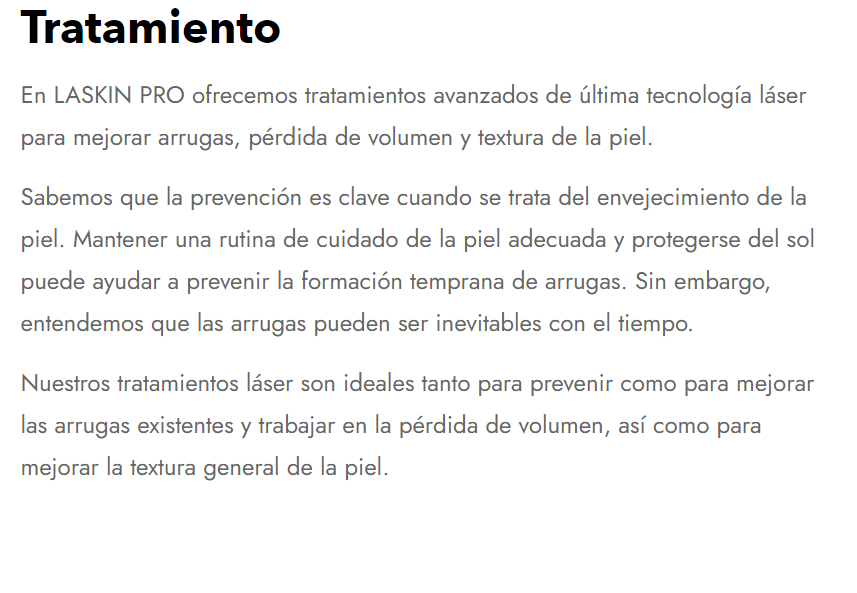 Tratamiento
En LASKIN PRO ofrecemos tratamientos avanzados de última tecnología láser
para mejorar arrugas, pérdida de volumen y textura de la piel.
Sabemos que la prevención es clave cuando se trata del envejecimiento de la
piel. Mantener una rutina de cuidado de la piel adecuada y protegerse del sol
puede ayudar a prevenir la formación temprana de arrugas. Sin embargo,
entendemos que las arrugas pueden ser inevitables con el tiempo.
Nuestros tratamientos láser son ideales tanto para prevenir como para mejorar
las arrugas existentes y trabajar en la pérdida de volumen, así como para
mejorar la textura general de la piel.